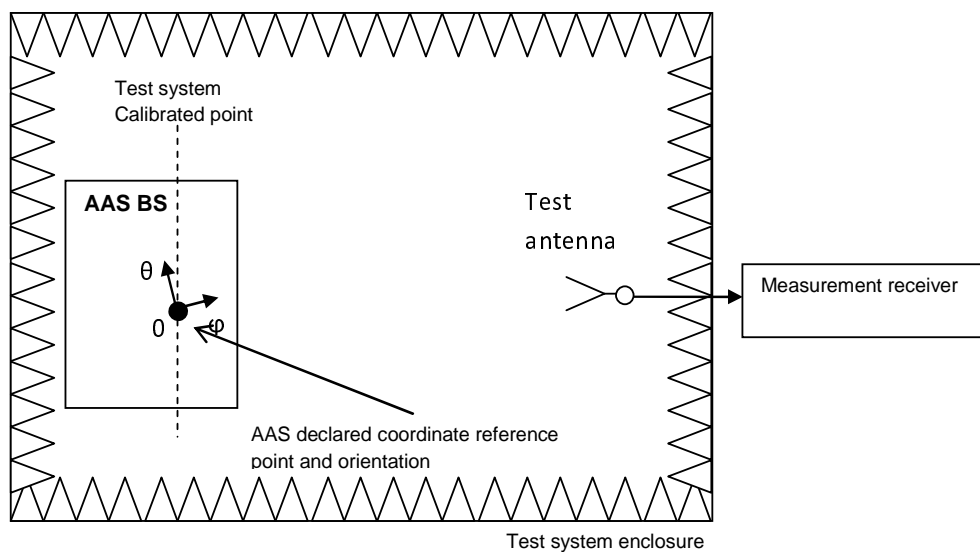 Test system
Calibrated point
AAS BS
Test
antenna
θ
Measurement receiver
0
φ
AAS declared coordinate reference
point and orientation
Test system enclosure